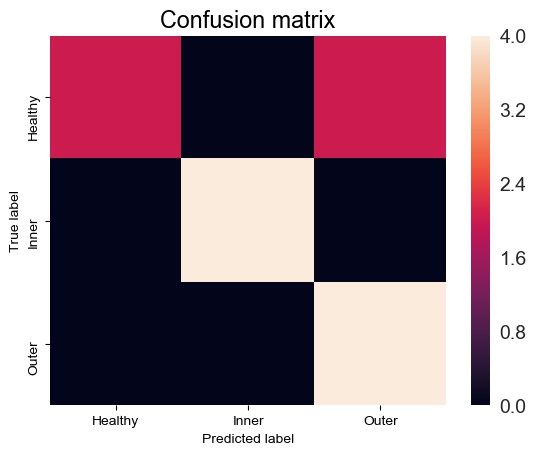 Confusion matrix
True label
Healthy
Inner
Outer
Healthy Inner Outer
Predicted label
4.0
3.2
2.4
1.6
0.8
0.0